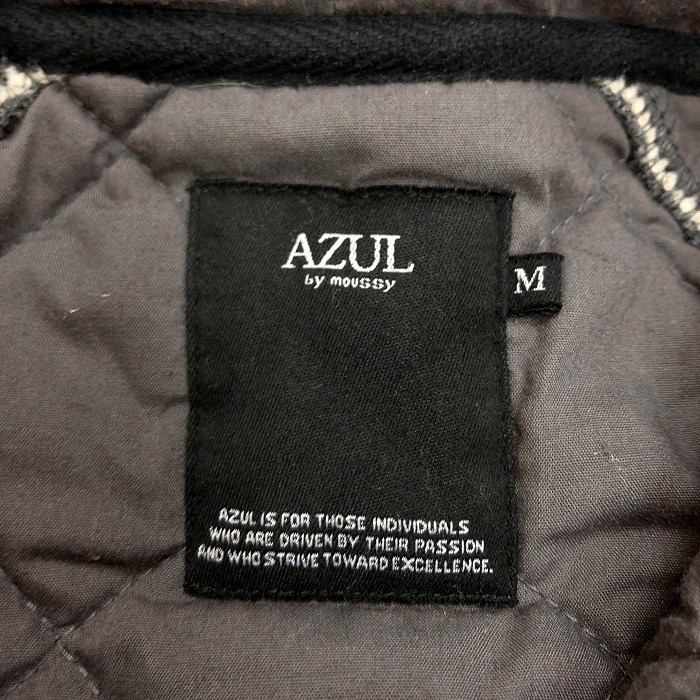 AZUL
by moussy
M
AZUL IS FOR THOSE INDIVIDUALS
WHO ARE DRIVEN BY THEIR PASSION
AND WHO STRIVE TOWARD EXCELLENCE.